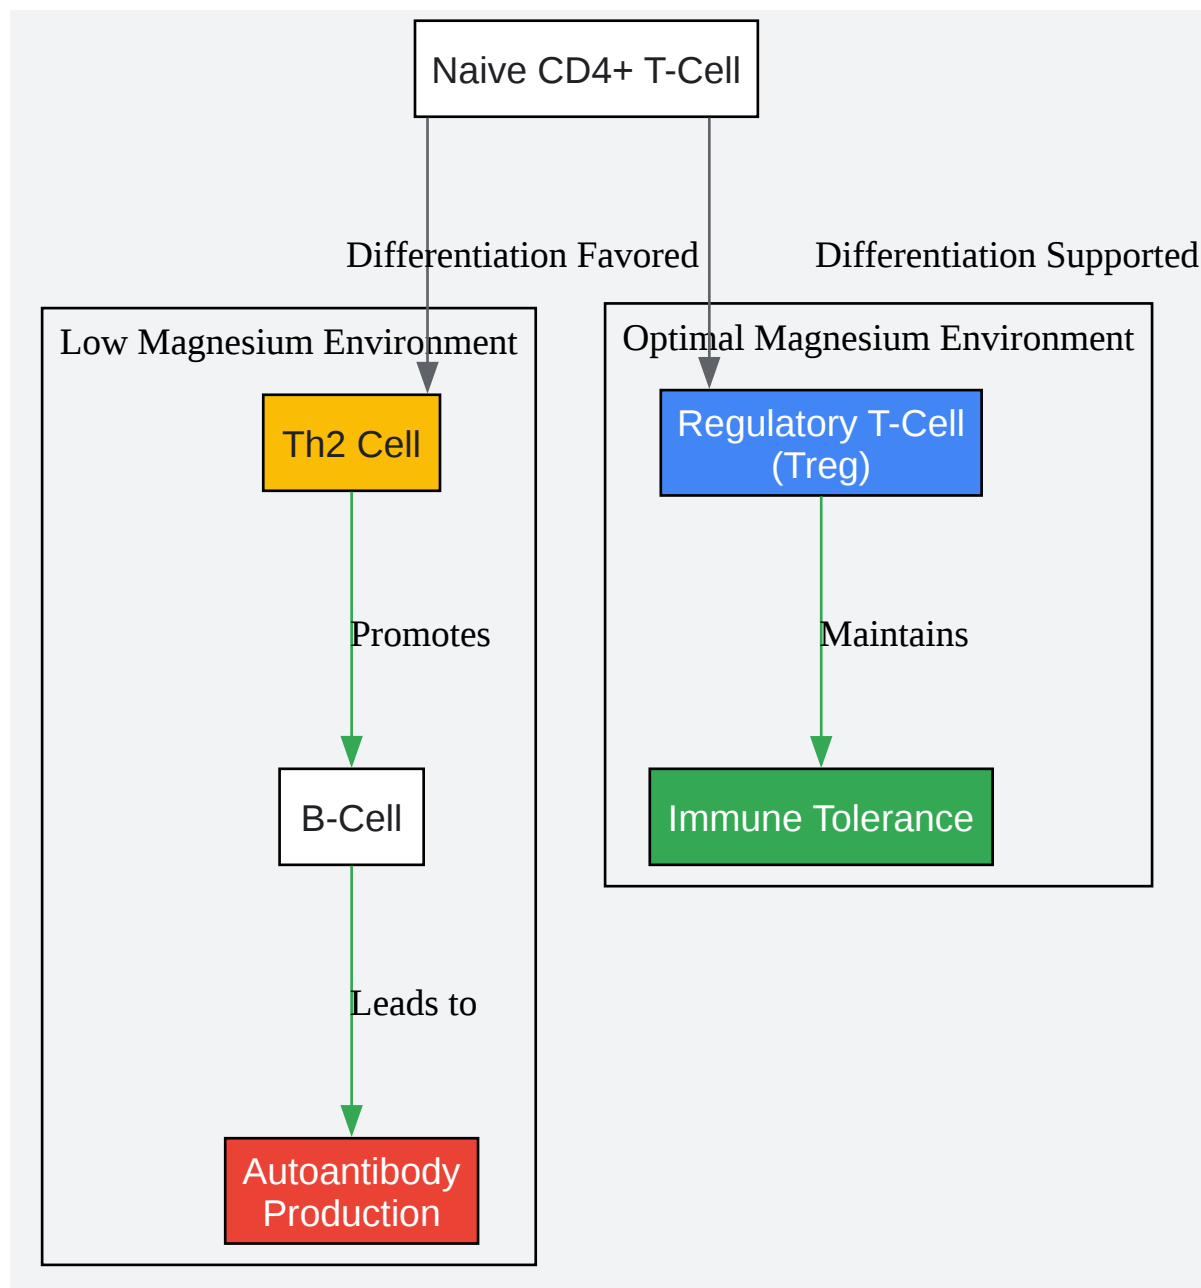 Naive CD4+ T-Cell
Differentiation Favored
Differentiation Supported
Low Magnesium Environment
Th2 Cell
Promotes
B-Cell
Leads to
Autoantibody
Production
Optimal Magnesium Environment
Regulatory T-Cell
(Treg)
Maintains
Immune Tolerance